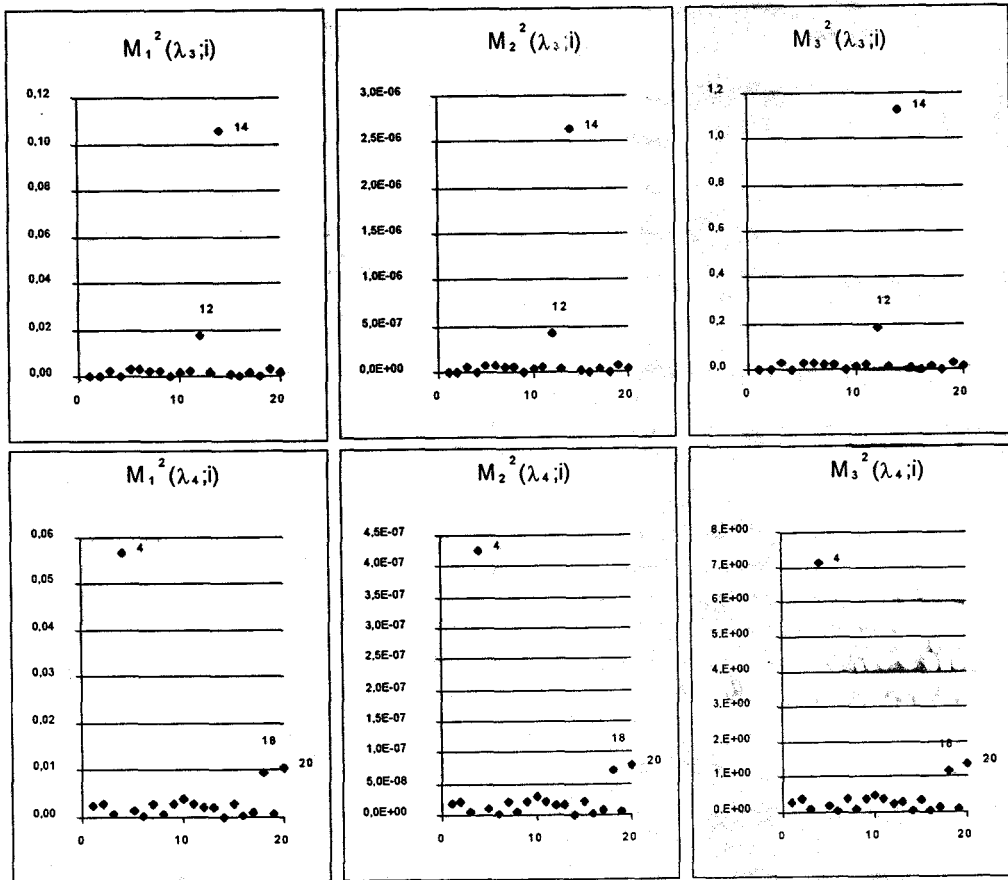 M₁²(λ₃;i)
0,12
0,10
0,08
0,06
0,04
0,02
0,00
14
12
0
10
20
M₂²(λ₃;i)
3,0E-06
2,5E-06
2,0E-06
1,5E-06
1,0E-06
5,0E-07
0,0E+00
14
12
0
10
20
M₃²(λ₃;i)
1,2
1,0
0,8
0,6
0,4
0,2
0,0
14
12
0
10
20
M₁²(λ₄;i)
0,06
0,05
0,04
0,03
0,02
0,01
0,00
4
18
20
0
10
20
M₂²(λ₄;i)
4,5E-07
4,0E-07
3,5E-07
3,0E-07
2,5E-07
2,0E-07
1,5E-07
1,0E-07
5,0E-08
0,0E+00
4
18
20
0
10
20
M₃²(λ₄;i)
8,E+00
7,E+00
6,E+00
5,E+00
4,E+00
3,E+00
2,E+00
1,E+00
0,E+00
4
18
20
0
10
20